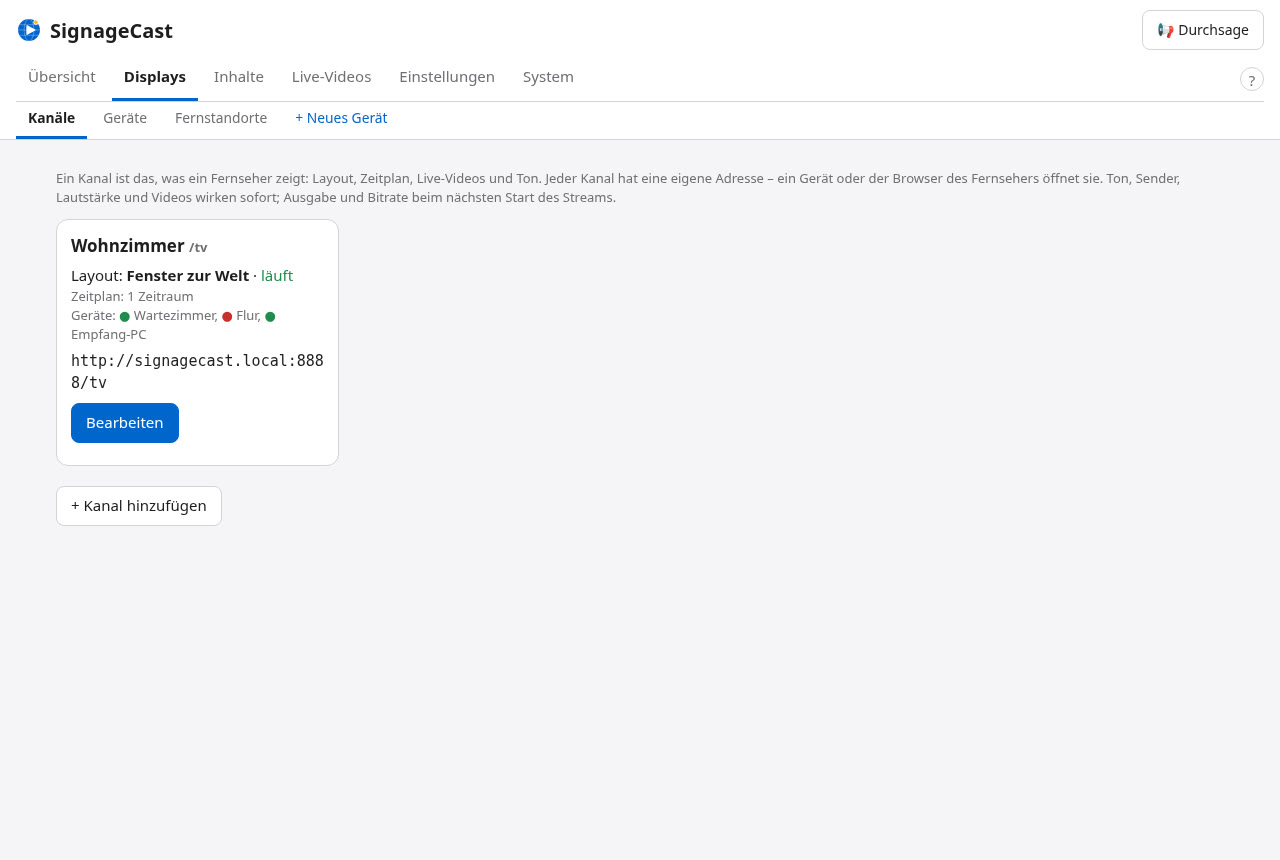 SignageCast
Durchsage
Übersicht Displays Inhalte Live-Videos Einstellungen System ?
Kanäle Geräte Fernstandorte + Neues Gerät
Ein Kanal ist das, was ein Fernseher zeigt: Layout, Zeitplan, Live-Videos und Ton. Jeder Kanal hat eine eigene Adresse – ein Gerät oder der Browser des Fernsehers öffnet sie. Ton, Sender,
Lautstärke und Videos wirken sofort; Ausgabe und Bitrate beim nächsten Start des Streams.
Wohnzimmer /tv
Layout: Fenster zur Welt · läuft
Zeitplan: 1 Zeitraum
Geräte: Wartezimmer, Flur,
Empfang-PC
http://signagecast.local:888
8/tv
Bearbeiten
+ Kanal hinzufügen